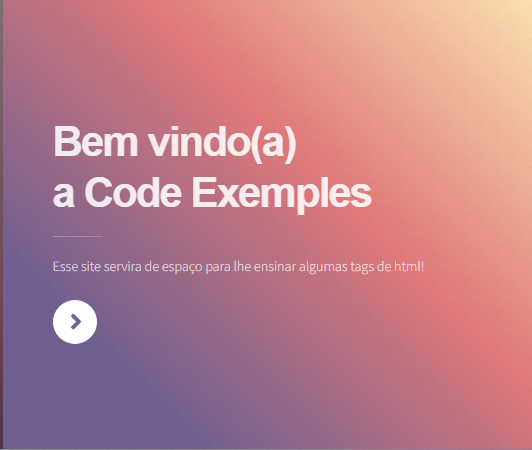 Bem vindo(a)
a Code Exemples
Esse site servira de espaço para lhe ensinar algumas tags de html!